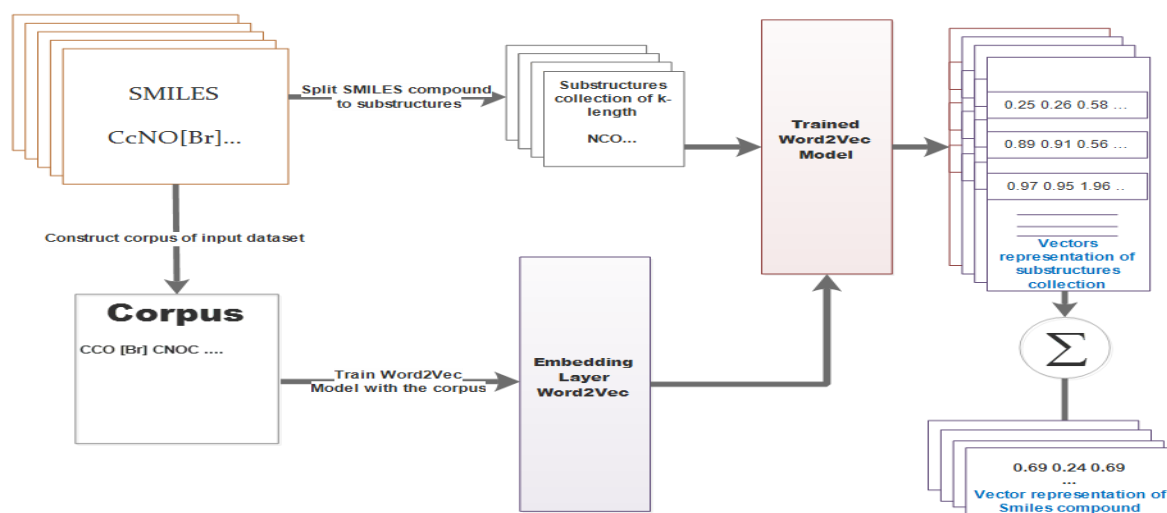 SMILES
CcNO[Br]...
Split SMILES compound
to substructures
Substructures
collection of k-
length
NCO...
Trained
Word2Vec
Model
0.25 0.26 0.58 ...
0.89 0.91 0.56 ...
0.97 0.95 1.96 ..
Vectors
representation of
substructures
collection
Construct corpus of input dataset
Corpus
CCO [Br] CNOC ....
Train Word2Vec
Model with the corpus
Embedding
Layer
Word2Vec
Σ
0.69 0.24 0.69
...
Vector representation of
Smiles compound